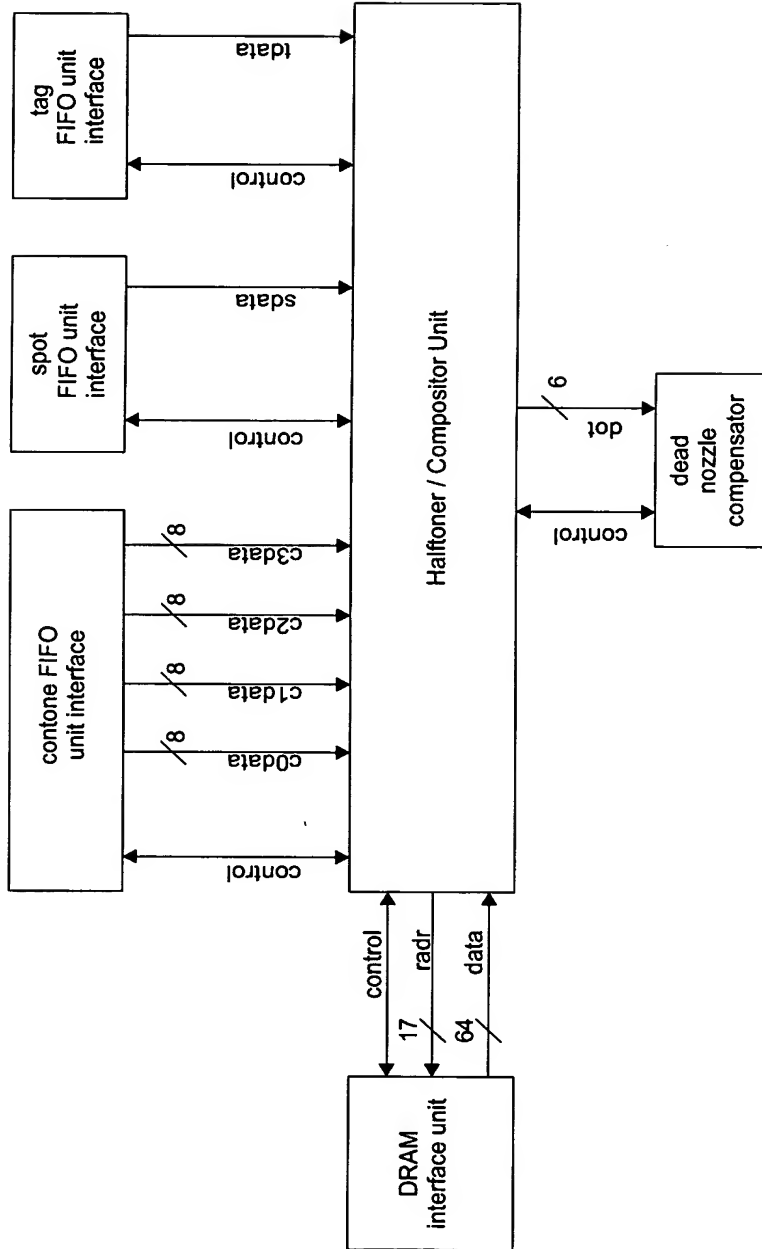 tag
FIFO unit
interface
tdata
control
spot
FIFO unit
interface
sdata
control
contone FIFO
unit interface
8
c3data
8
c2data
8
c1data
8
c0data
control
Halftoner / Compositor Unit
6
dot
control
dead
nozzle
compensator
control
radr
17
data
64
DRAM
interface unit